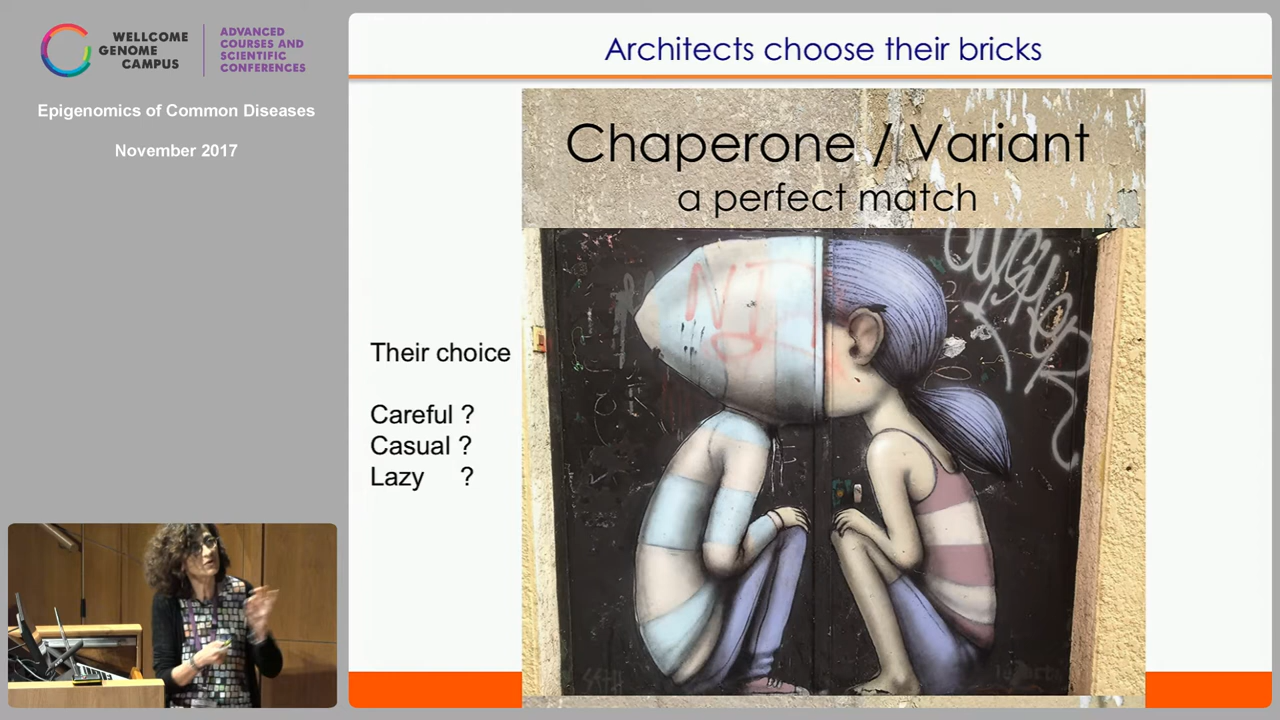 WELLCOME
GENOME
CAMPUS
ADVANCED
COURSES AND
SCIENTIFIC
CONFERENCES
Epigenomics of Common Diseases
November 2017
Architects choose their bricks
Chaperone / Variant
a perfect match
Their choice
Careful ?
Casual ?
Lazy ?